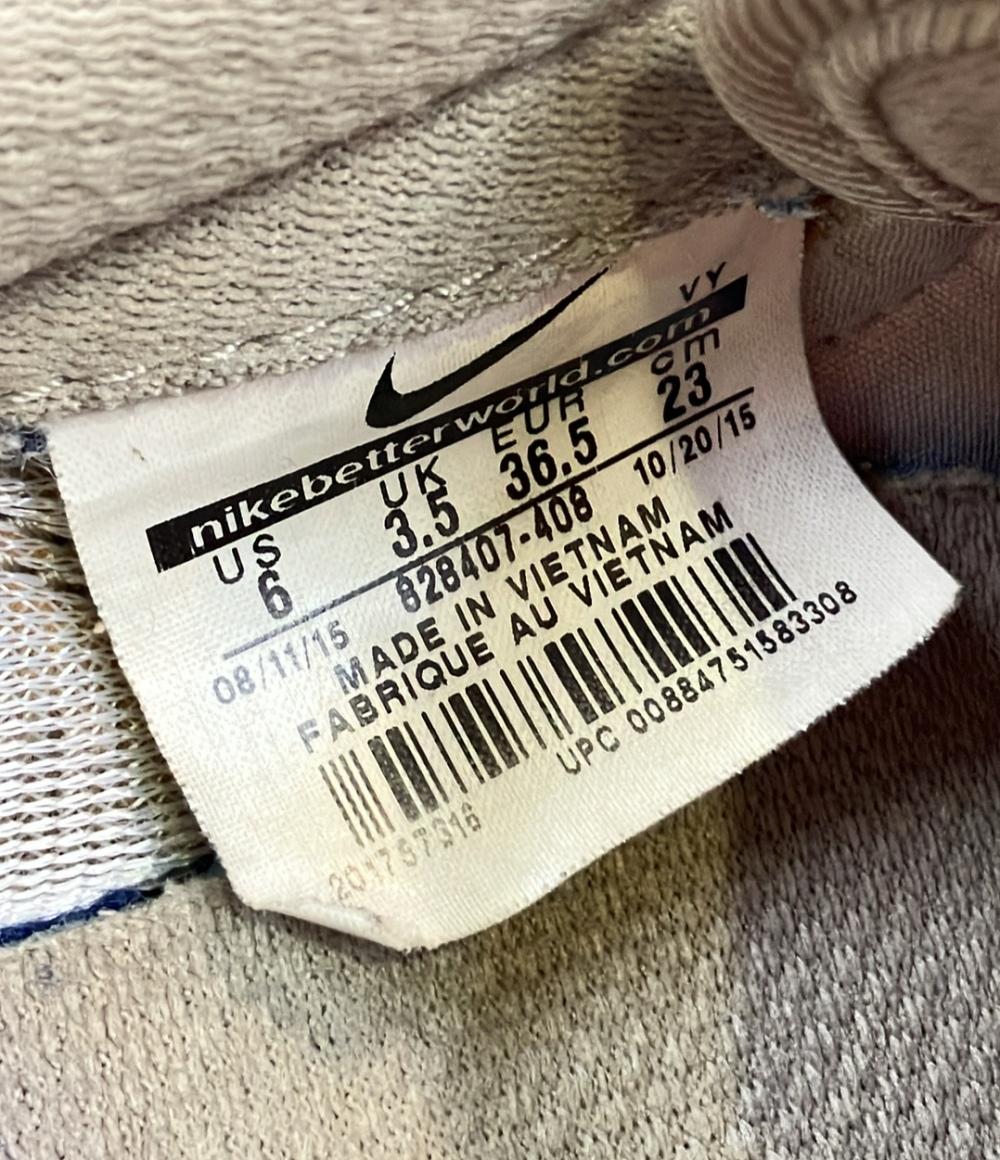 VY
nikebetterworld.com
US UK EUR cm
6 3.5 36.5 23
08/11/15 828407-408 10/20/15
MADE IN VIETNAM
FABRIQUE AU VIETNAM
UPC 00884751583308